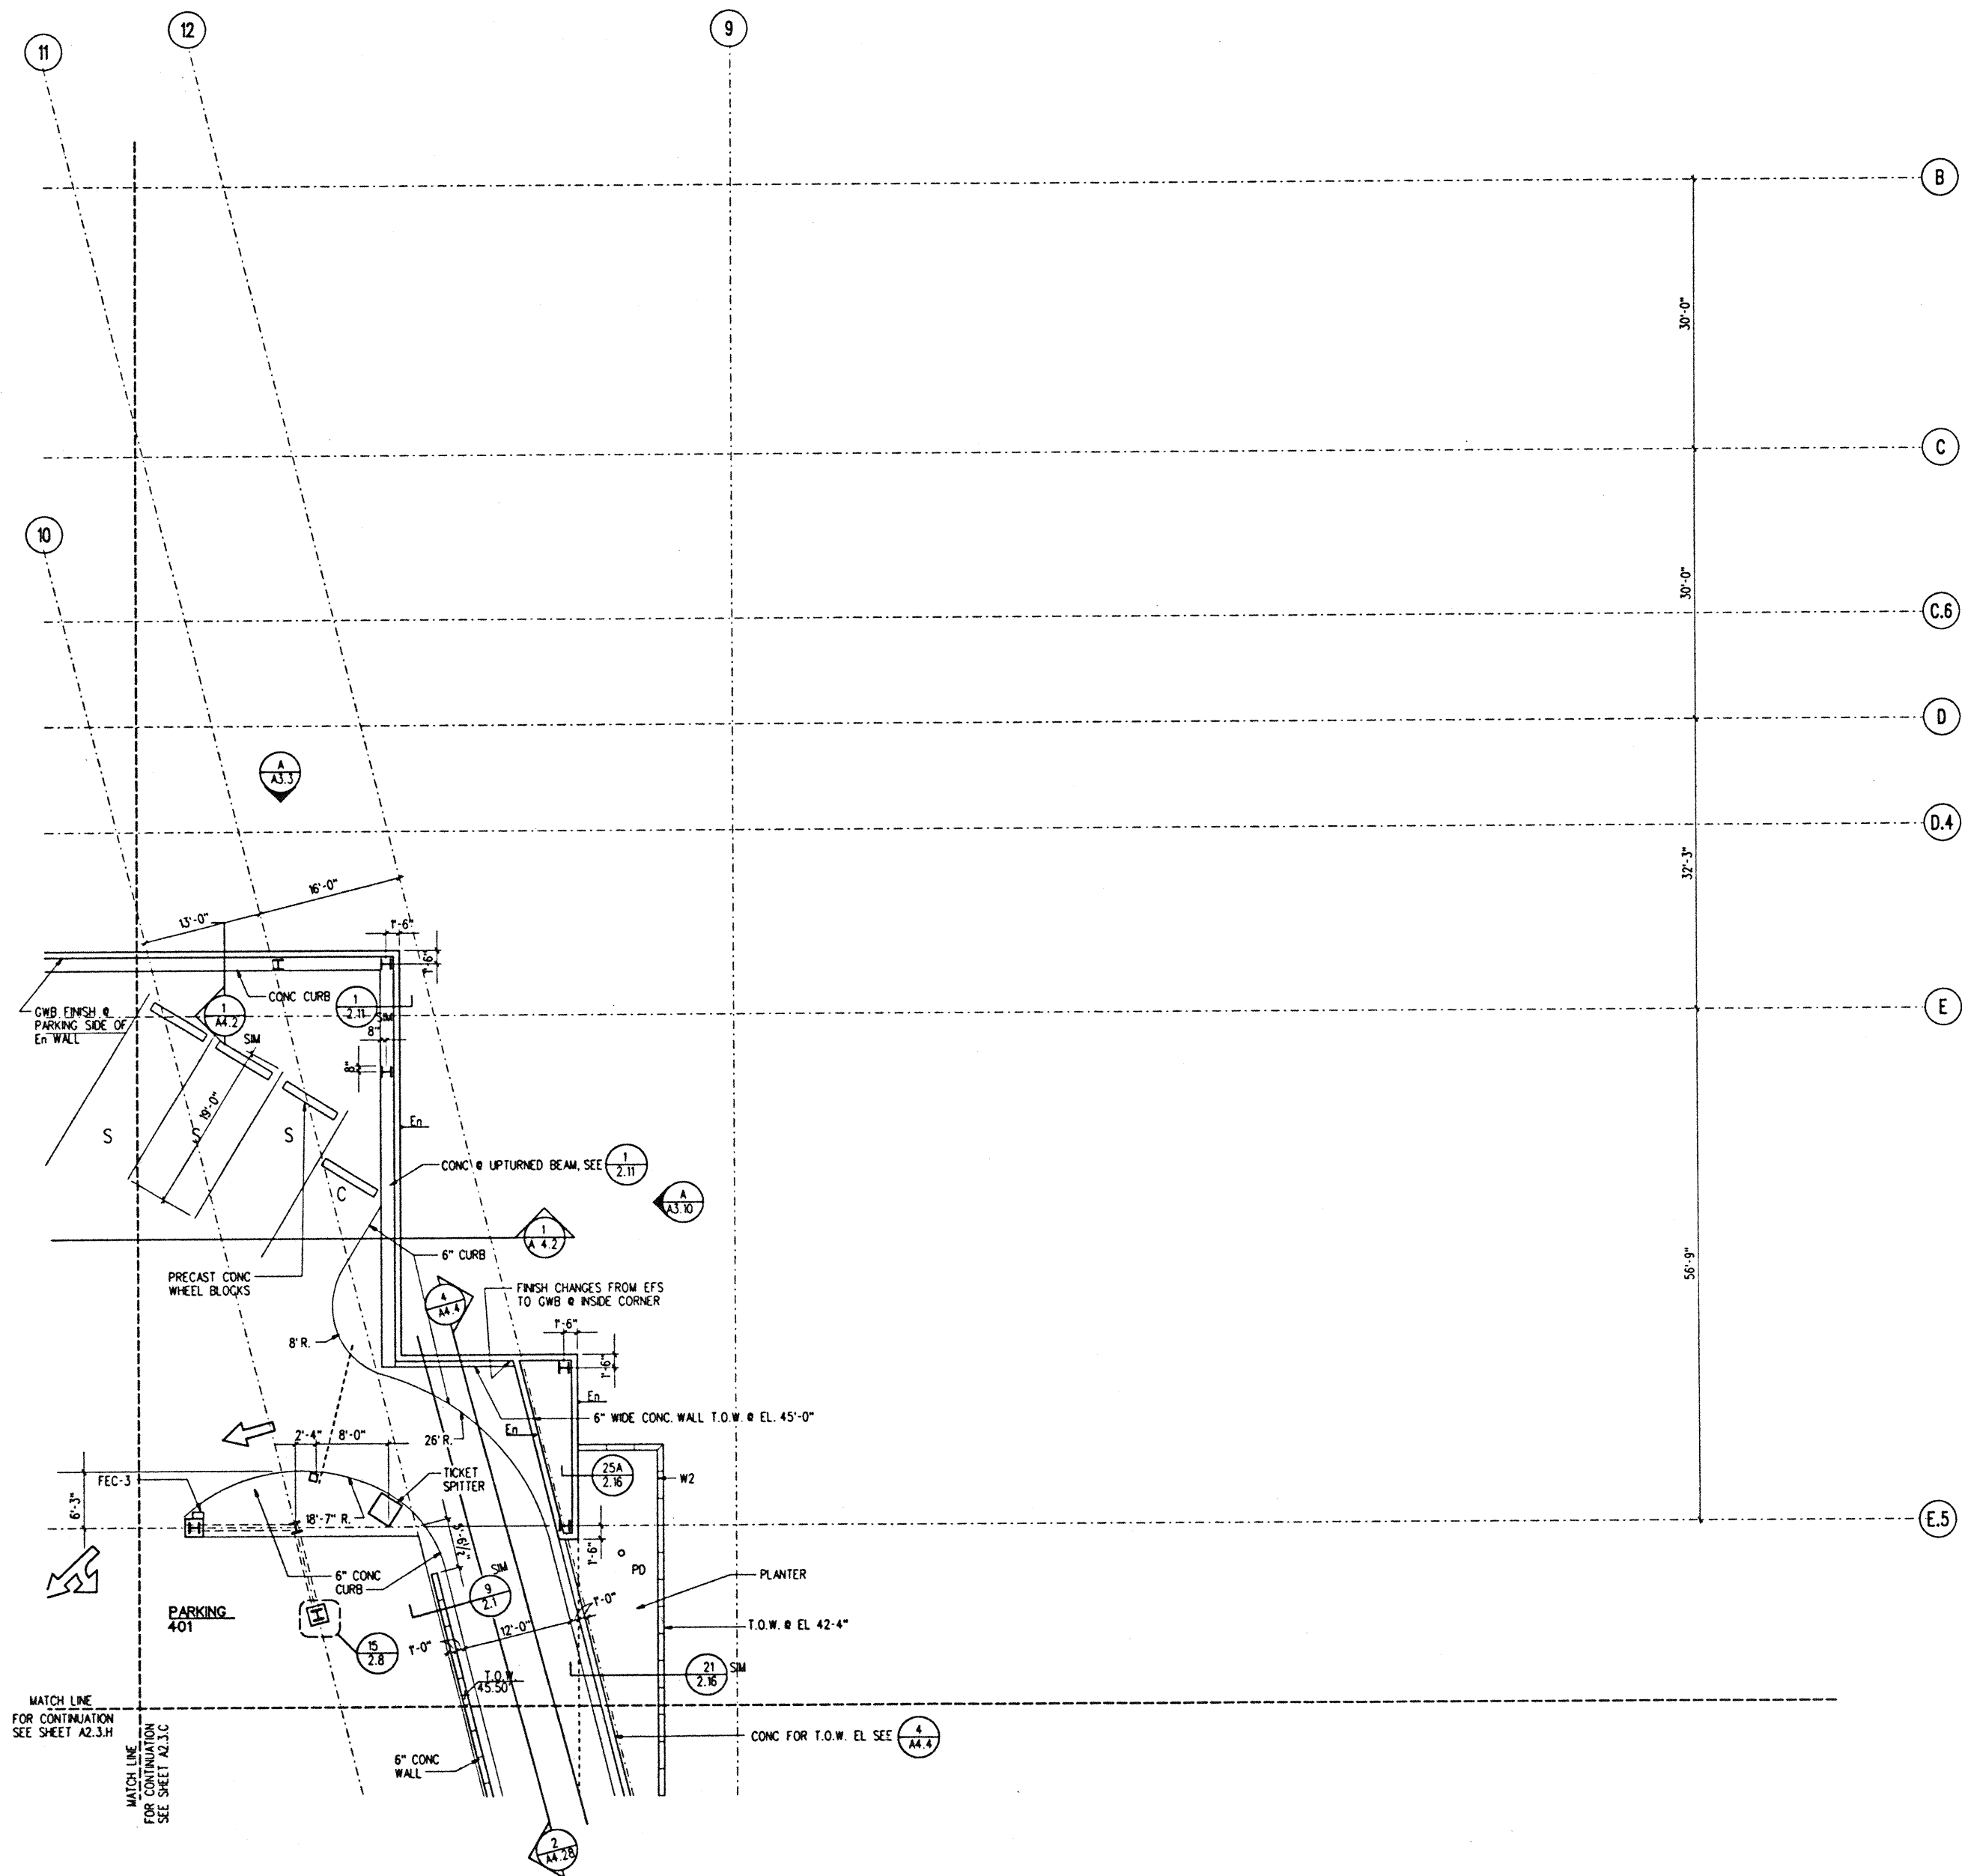 11
12
9
B
30'-0"
C
10
30'-0"
C.6
D
A
A3.3
D.4
32'-3"
16'-0"
13'-0"
1'-6"
1'-6"
CONC CURB
1
2.11
SIM
GWB FINISH @
PARKING SIDE OF
En WALL
1
A4.2
SIM
E
8"
8"
19'-0"
En
S
S
S
CONC @ UPTURNED BEAM, SEE
1
2.11
C
A
A3.10
1
A 4.2
6" CURB
56'-9"
PRECAST CONC
WHEEL BLOCKS
FINISH CHANGES FROM EFS
TO GWB @ INSIDE CORNER
4
A4.4
8' R.
1'-6"
1'-6"
En
6" WIDE CONC. WALL T.O.W. @ EL. 45'-0"
En
26' R.
2'-4"
8'-0"
TICKET
SPITTER
25A
2.16
W2
FEC-3
6'-3"
18'-7" R.
E.5
5'-6 1/2"
1'-6"
PD
SIM
9
2.1
6" CONC
CURB
PLANTER
PARKING
401
1'-0"
12'-0"
T.O.W. @ EL 42-4"
15
2.8
1'-0"
21
2.16
SIM
T.O.W.
45.50'
MATCH LINE
FOR CONTINUATION
SEE SHEET A2.3.H
MATCH LINE
FOR CONTINUATION
SEE SHEET A2.3.C
CONC FOR T.O.W. EL SEE
4
A4.4
6" CONC
WALL
2
A4.28